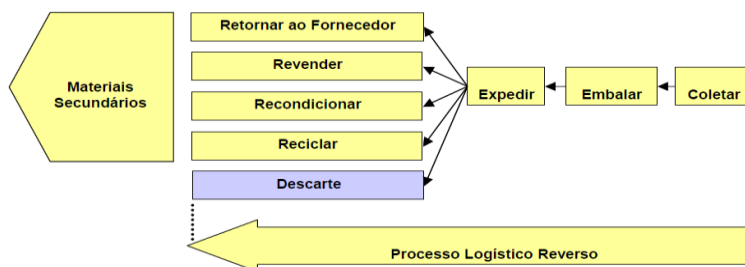 Retornar ao Fornecedor
Revender
Materiais
Secundários
Recondicionar
Expedir
Embalar
Coletar
Reciclar
Descarte
Processo Logístico Reverso